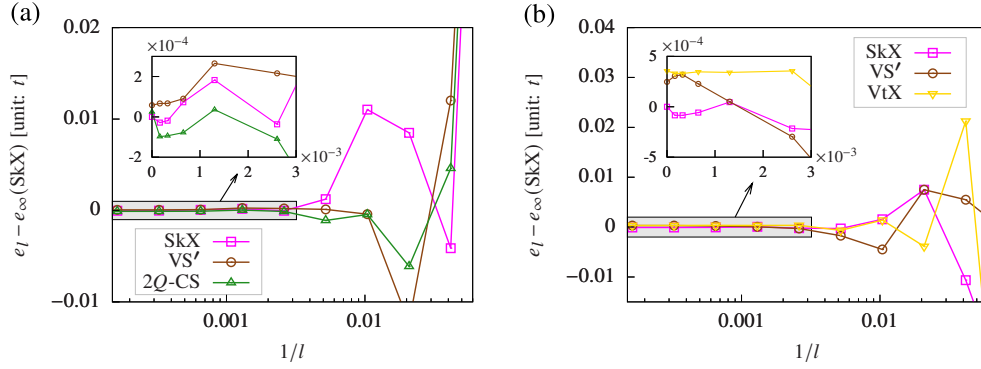 (a)
0.02
0.01
0
−0.01
e_l − e_∞(SkX) [unit: t]
×10⁻⁴
2
0
-2
0
1
2
3
×10⁻³
SkX
VS′
2Q-CS
0.001
0.01
1/l
(b)
0.04
0.03
0.02
0.01
0
−0.01
e_l − e_∞(SkX) [unit: t]
×10⁻⁴
5
0
-5
0
1
2
3
×10⁻³
SkX
VS′
VtX
0.001
0.01
1/l